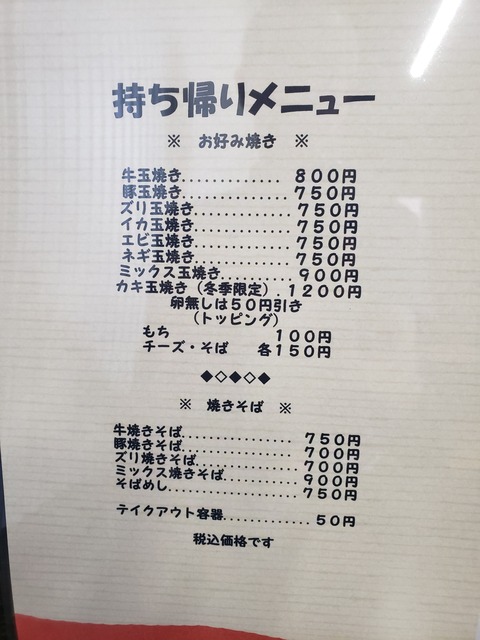 持ち帰りメニュー
※ お好み焼き ※
牛玉焼き............. 800円
豚玉焼き............. 750円
ズリ玉焼き............ 750円
イカ玉焼き............ 750円
エビ玉焼き............ 750円
ネギ玉焼き............ 750円
ミックス玉焼き......... 900円
カキ玉焼き（冬季限定）. 1200円
卵無しは50円引き
（トッピング）
もち 100円
チーズ・そば 各150円
◆◇◆◇◆
※ 焼きそば ※
牛焼きそば............. 750円
豚焼きそば............. 700円
ズリ焼きそば............ 700円
ミックス焼きそば......... 900円
そばめし............... 750円
テイクアウト容器............ 50円
税込価格です